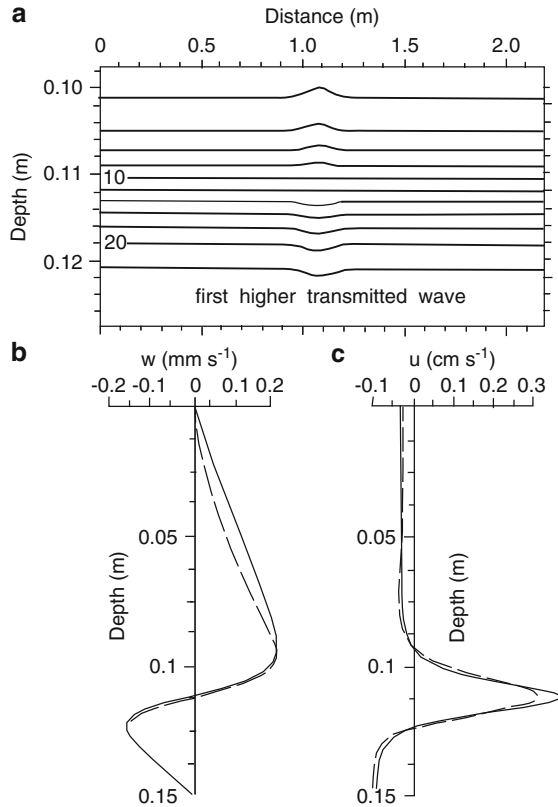 a
Distance (m)
0 0.5 1.0 1.5 2.0
0.10
0.11
0.12
Depth (m)
10
20
first higher transmitted wave
b
w (mm s⁻¹)
-0.2 -0.1 0 0.1 0.2
0.05
0.1
0.15
Depth (m)
c
u (cm s⁻¹)
-0.1 0 0.1 0.2 0.3
0.05
0.1
0.15
Depth (m)